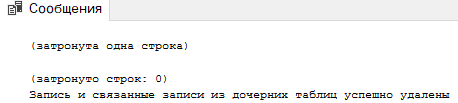 Сообщения
(затронута одна строка)
(затронуто строк: 0)
Запись и связанные записи из дочерних таблиц успешно удалены